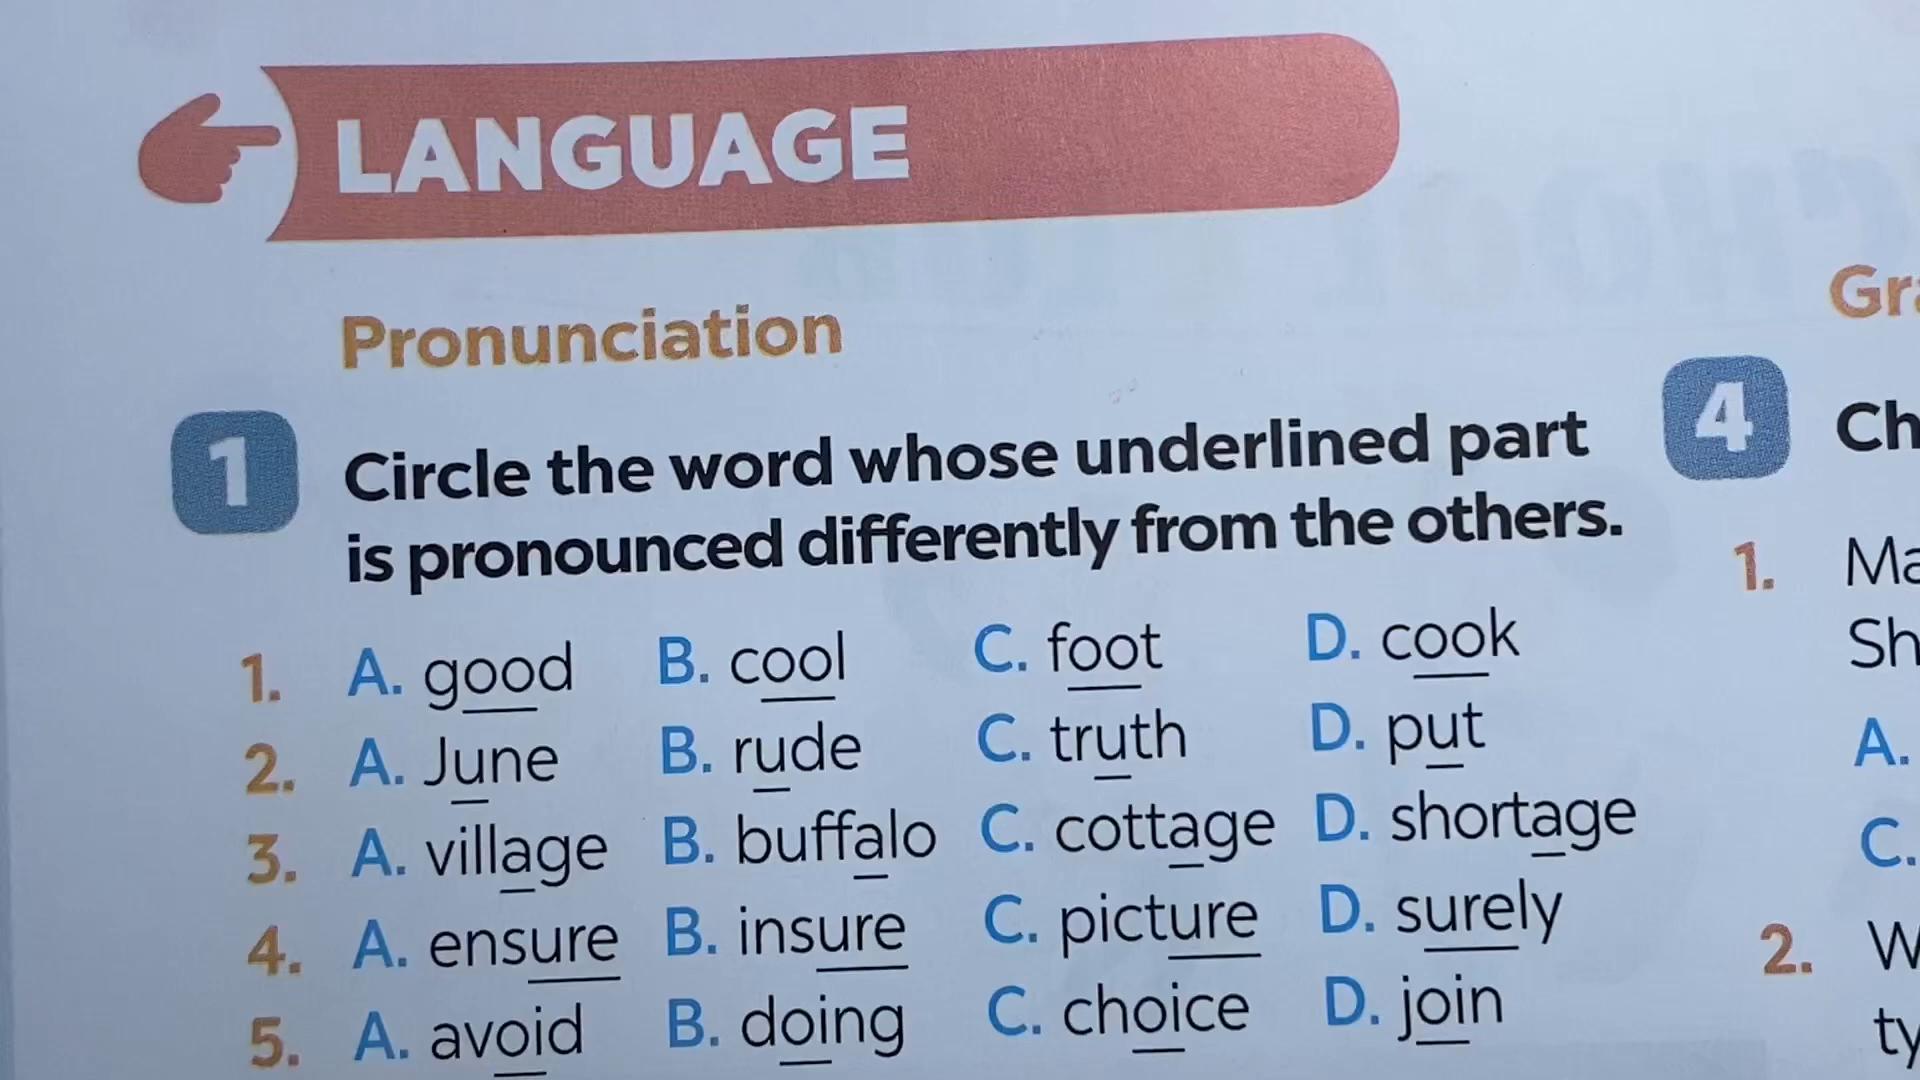 LANGUAGE
Pronunciation
1 Circle the word whose underlined part
is pronounced differently from the others.
1. A. good B. cool C. foot D. cook
2. A. June B. rude C. truth D. put
3. A. village B. buffalo C. cottage D. shortage
4. A. ensure B. insure C. picture D. surely
5. A. avoid B. doing C. choice D. join
4
1.
A.
C.
2.